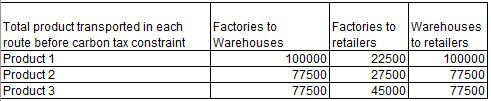 Total product transported in each route before carbon tax constraint Factories to Warehouses Factories to retailers Warehouses to retailers
Product 1 100000 22500 100000
Product 2 77500 27500 77500
Product 3 77500 45000 77500